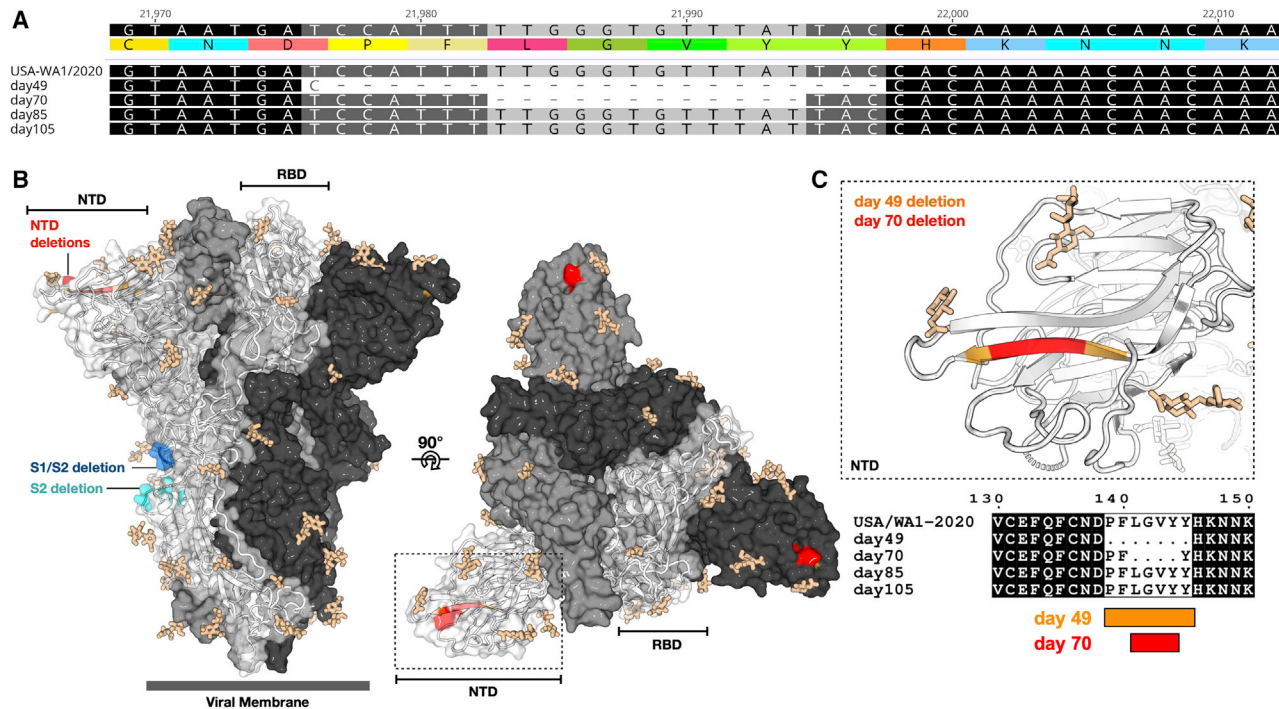 A
21,970 21,980 21,990 22,000 22,010
G T A A T G A T C C A T T T T T G G G T G T T T A T T A C C A C A A A A A C A A C A A A
C N D P F L G V Y Y H K N N K
USA-WA1/2020 G T A A T G A T C C A T T T T T G G G T G T T T A T T A C C A C A A A A A C A A C A A A
day49 G T A A T G A C - - - - - - - - - - - - - - - - - - - - - C A C A A A A A C A A C A A A
day70 G T A A T G A T C C A T T T - - - - - - - - - - - - T A C C A C A A A A A C A A C A A A
day85 G T A A T G A T C C A T T T T T G G G T G T T T A T T A C C A C A A A A A C A A C A A A
day105 G T A A T G A T C C A T T T T T G G G T G T T T A T T A C C A C A A A A A C A A C A A A
B
RBD
NTD
NTD
deletions
S1/S2 deletion
S2 deletion
90°
Viral Membrane
RBD
NTD
C
day 49 deletion
day 70 deletion
NTD
130 140 150
USA/WA1-2020 VCEFQFCNDPFLGVYYHKNNK
day49 VCEFQFCND.......HKNNK
day70 VCEFQFCNDPF....YHKNNK
day85 VCEFQFCNDPFLGVYYHKNNK
day105 VCEFQFCNDPFLGVYYHKNNK
day 49
day 70